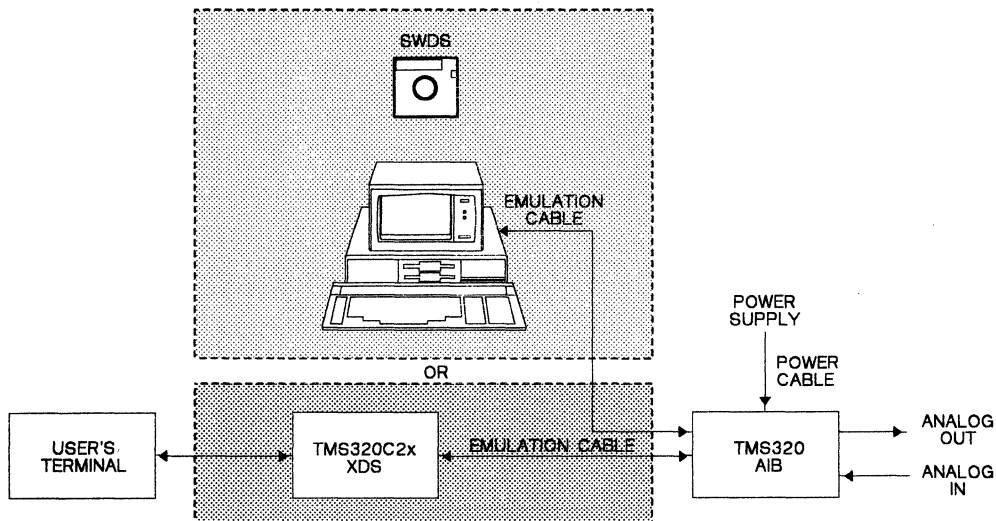 SWDS
EMULATION
CABLE
POWER
SUPPLY
POWER
CABLE
OR
USER'S
TERMINAL
TMS320C2x
XDS
EMULATION CABLE
TMS320
AIB
ANALOG
OUT
ANALOG
IN